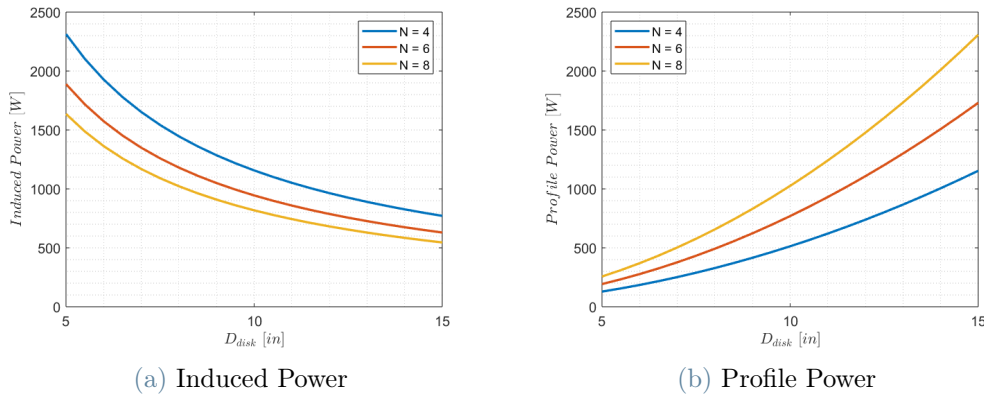 2500
2000
1500
1000
500
0
5
10
15
Induced Power [W]
D_disk [in]
N = 4
N = 6
N = 8
(a) Induced Power
2500
2000
1500
1000
500
0
5
10
15
Profile Power [W]
D_disk [in]
N = 4
N = 6
N = 8
(b) Profile Power